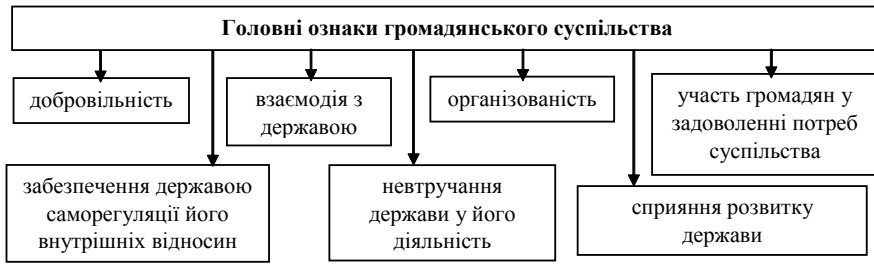 Головні ознаки громадянського суспільства
добровільність
взаємодія з
державою
організованість
участь громадян у
задоволенні потреб
суспільства
забезпечення державою
саморегуляції його
внутрішніх відносин
невтручання
держави у його
діяльність
сприяння розвитку
держави